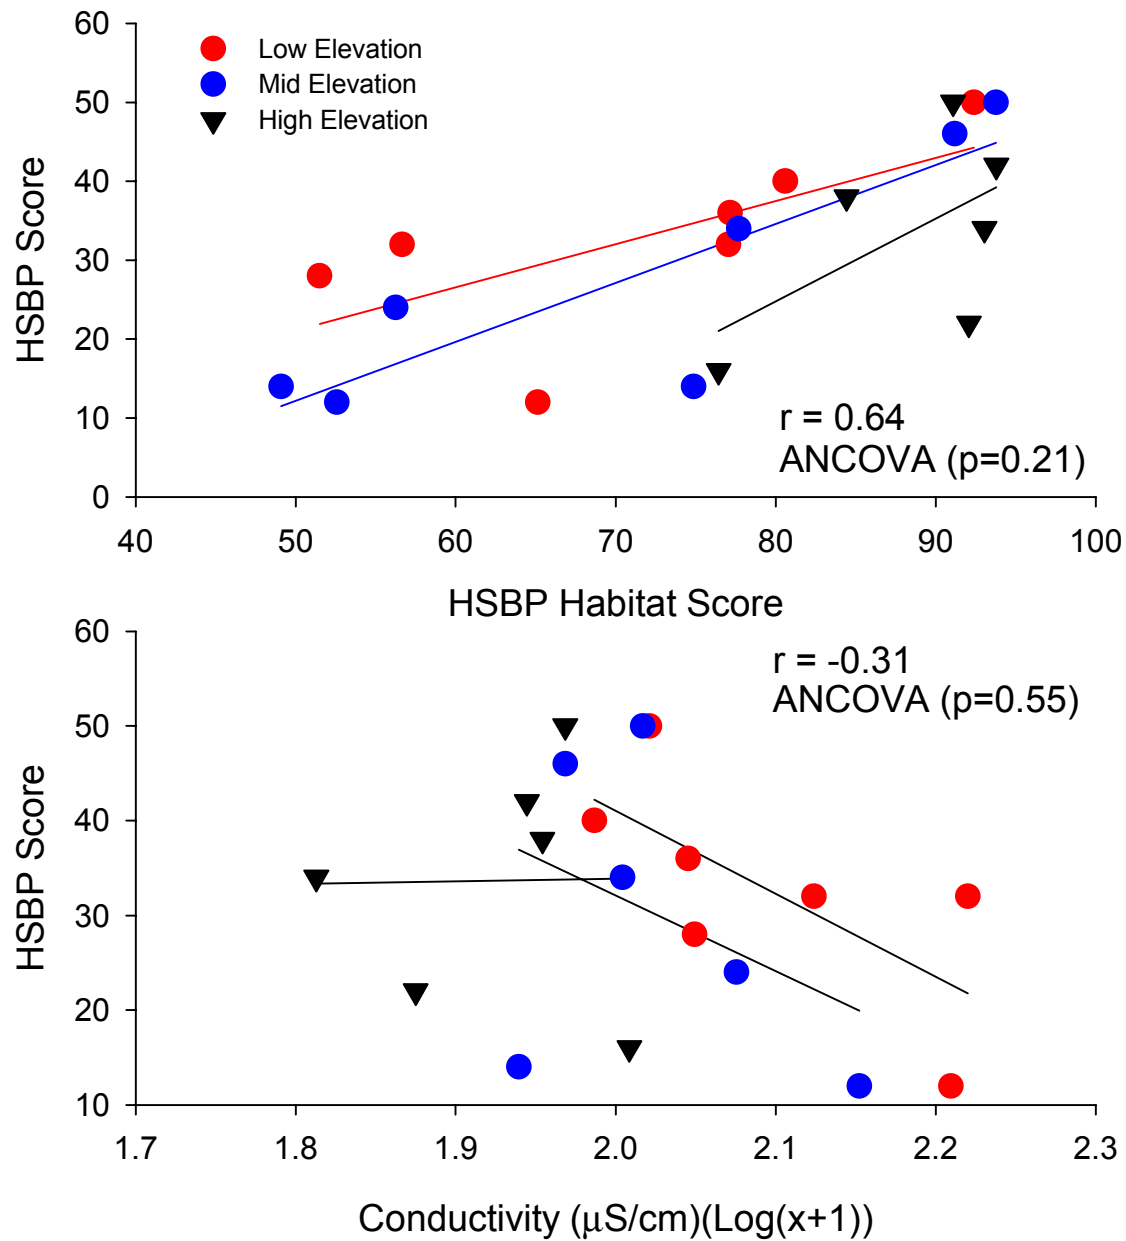 60
50
40
30
20
10
0
HSBP Score
Low Elevation
Mid Elevation
High Elevation
r = 0.64
ANCOVA (p=0.21)
40 50 60 70 80 90 100
HSBP Habitat Score
60
50
40
30
20
10
HSBP Score
r = -0.31
ANCOVA (p=0.55)
1.7 1.8 1.9 2.0 2.1 2.2 2.3
Conductivity (μS/cm)(Log(x+1))